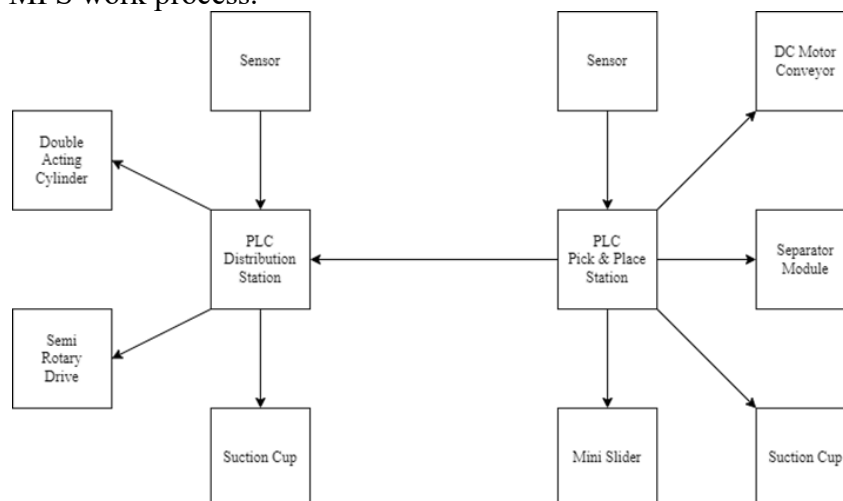 MPS work process.
Sensor
Sensor
DC Motor
Conveyor
Double
Acting
Cylinder
PLC
Distribution
Station
PLC
Pick & Place
Station
Separator
Module
Semi
Rotary
Drive
Suction Cup
Mini Slider
Suction Cup